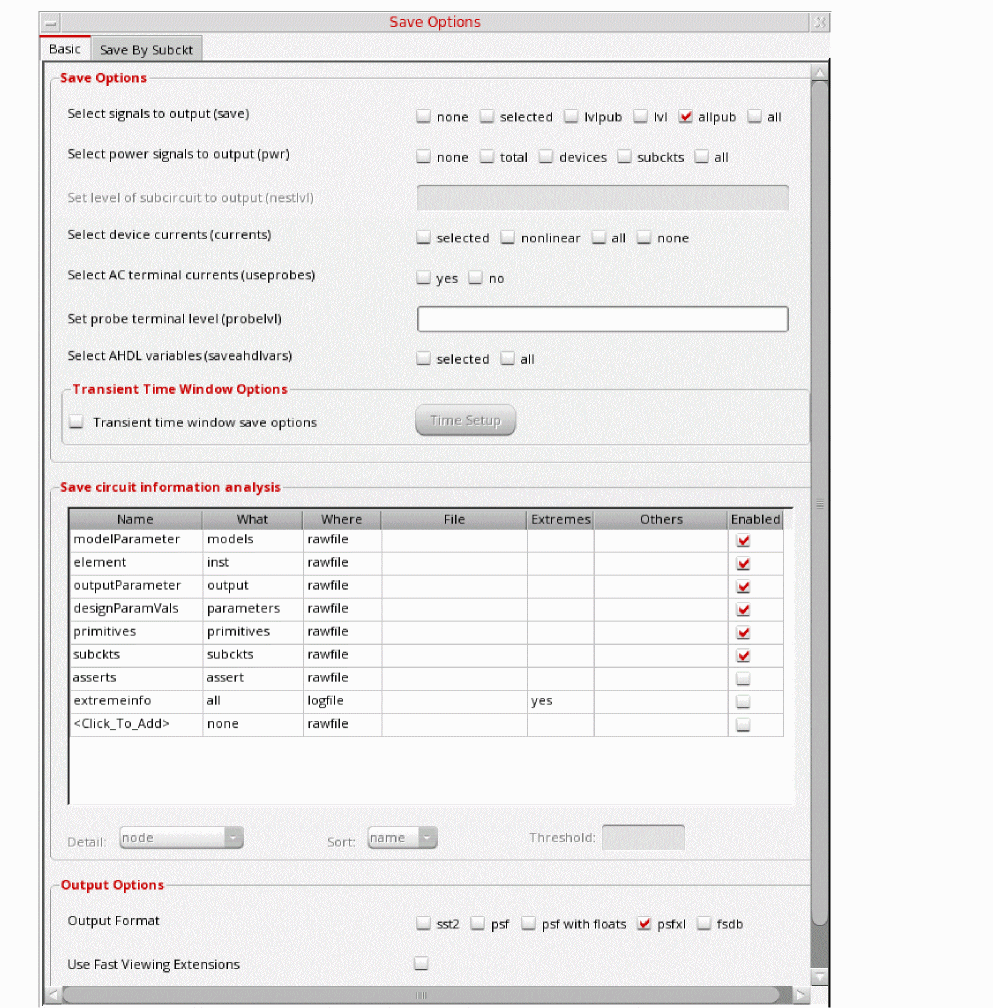 Save Options
Basic Save By Subckt
Save Options
Select signals to output (save) none selected lvlpub lvl allpub all
Select power signals to output (pwr) none total devices subckts all
Set level of subcircuit to output (nestlvl)
Select device currents (currents) selected nonlinear all none
Select AC terminal currents (useprobes) yes no
Set probe terminal level (probelvl)
Select AHDL variables (saveahdlvars) selected all
Transient Time Window Options
Transient time window save options Time Setup
Save circuit information analysis
Name What Where File Extremes Others Enabled
modelParameter models rawfile
element inst rawfile
outputParameter output rawfile
designParamVals parameters rawfile
primitives primitives rawfile
subckts subckts rawfile
asserts assert rawfile
extremeinfo all logfile yes
<Click_To_Add> none rawfile
Detail: node Sort: name Threshold:
Output Options
Output Format sst2 psf psf with floats psfxl fsdb
Use Fast Viewing Extensions